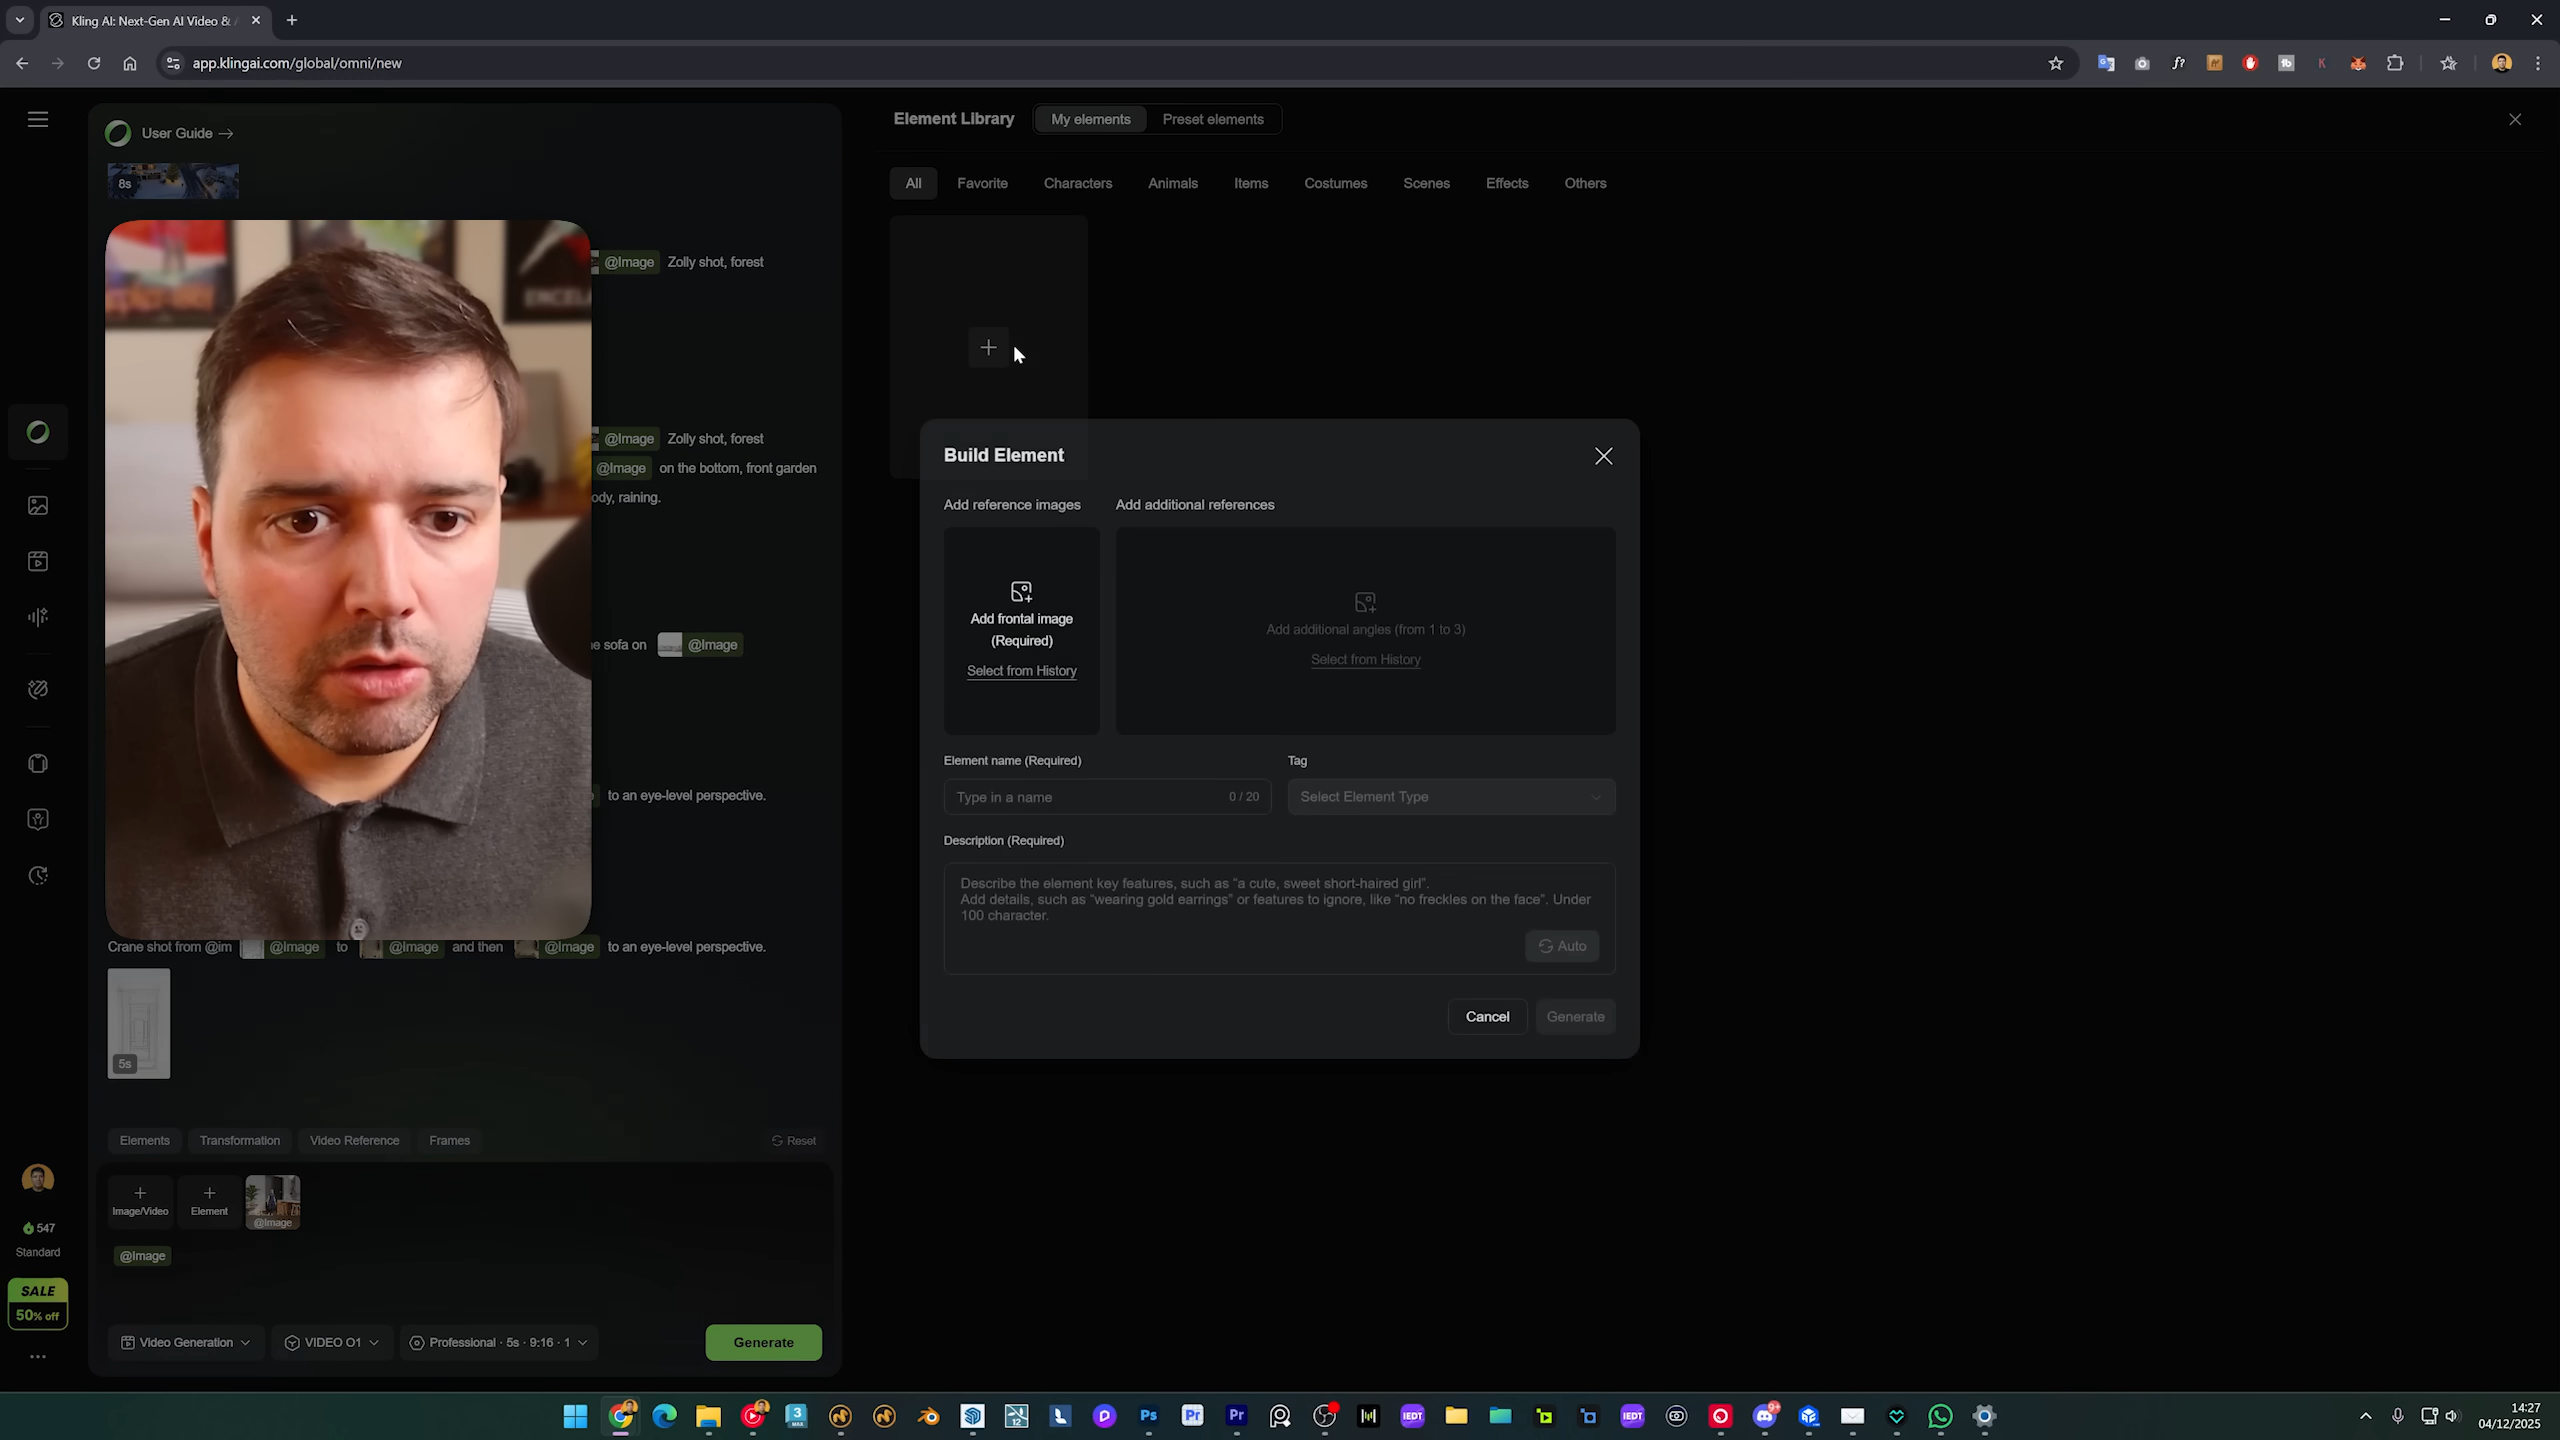 Kling AI: Next-Gen AI Video &
app.klingai.com/global/omni/new
User Guide →
8s
@Image Zolly shot, forest
@Image Zolly shot, forest
@Image on the bottom, front garden
ody, raining.
e sofa on @Image
to an eye-level perspective.
Crane shot from @im @Image to @Image and then @Image to an eye-level perspective.
5s
Elements Transformation Video Reference Frames Reset
Image/Video Element @Image
@Image
Video Generation VIDEO O1 Professional · 5s · 9:16 · 1 Generate
547
Standard
SALE
50% off
Element Library My elements Preset elements
All Favorite Characters Animals Items Costumes Scenes Effects Others
Build Element
Add reference images Add additional references
Add frontal image
(Required)
Select from History
Add additional angles (from 1 to 3)
Select from History
Element name (Required) Tag
Type in a name 0 / 20 Select Element Type
Description (Required)
Describe the element key features, such as “a cute, sweet short-haired girl”.
Add details, such as “wearing gold earrings” or features to ignore, like “no freckles on the face”. Under
100 character.
Auto
Cancel Generate
14:27
04/12/2025